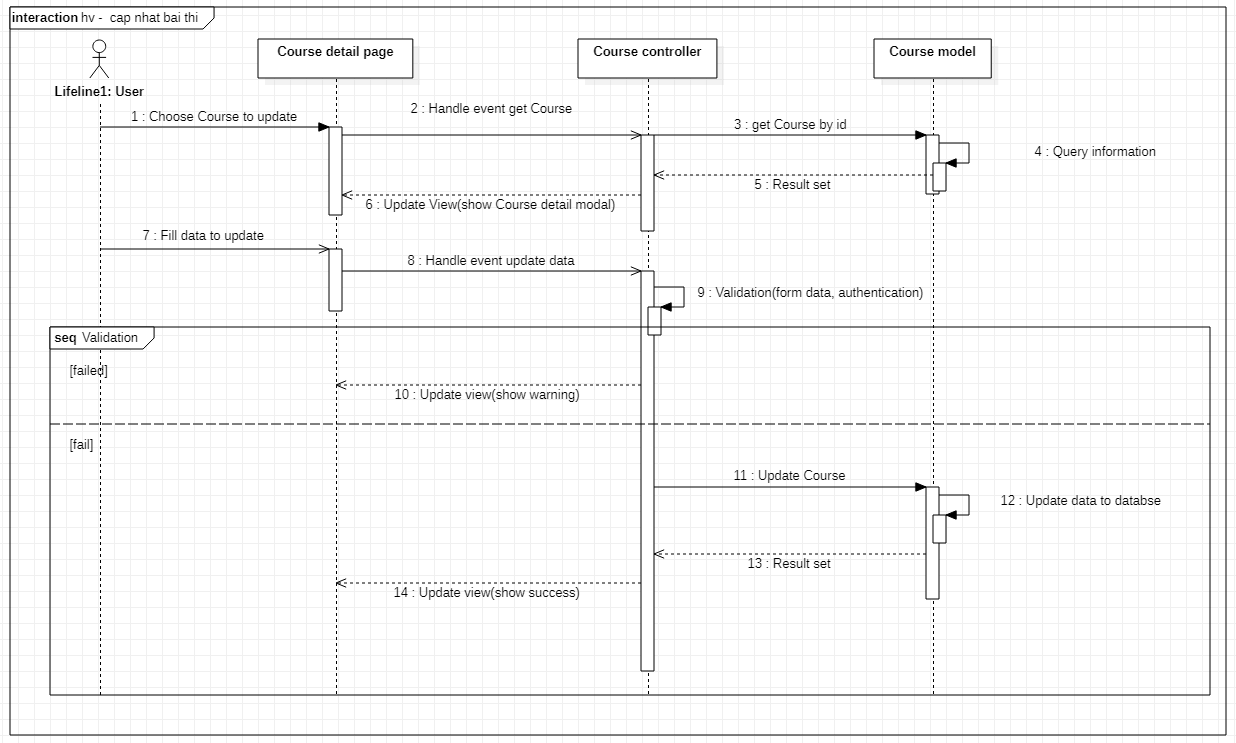 interaction hv - cap nhat bai thi
Course detail page
Course controller
Course model
Lifeline1: User
1 : Choose Course to update
2 : Handle event get Course
3 : get Course by id
4 : Query information
5 : Result set
6 : Update View(show Course detail modal)
7 : Fill data to update
8 : Handle event update data
9 : Validation(form data, authentication)
seq Validation
[failed]
10 : Update view(show warning)
[fail]
11 : Update Course
12 : Update data to databse
13 : Result set
14 : Update view(show success)